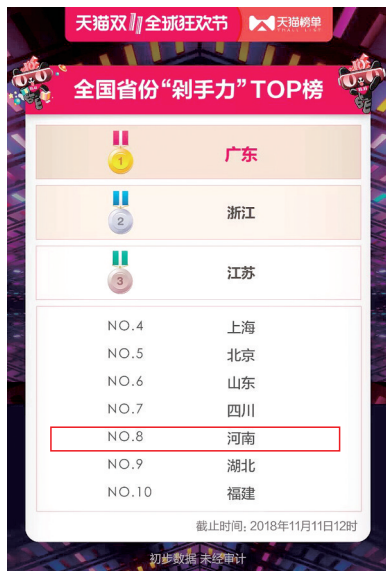 天猫双11全球狂欢节 天猫榜单
TMALL LIST
全国省份“剁手力”TOP榜
1 广东
2 浙江
3 江苏
NO.4 上海
NO.5 北京
NO.6 山东
NO.7 四川
NO.8 河南
NO.9 湖北
NO.10 福建
截止时间：2018年11月11日12时
初步数据 未经审计